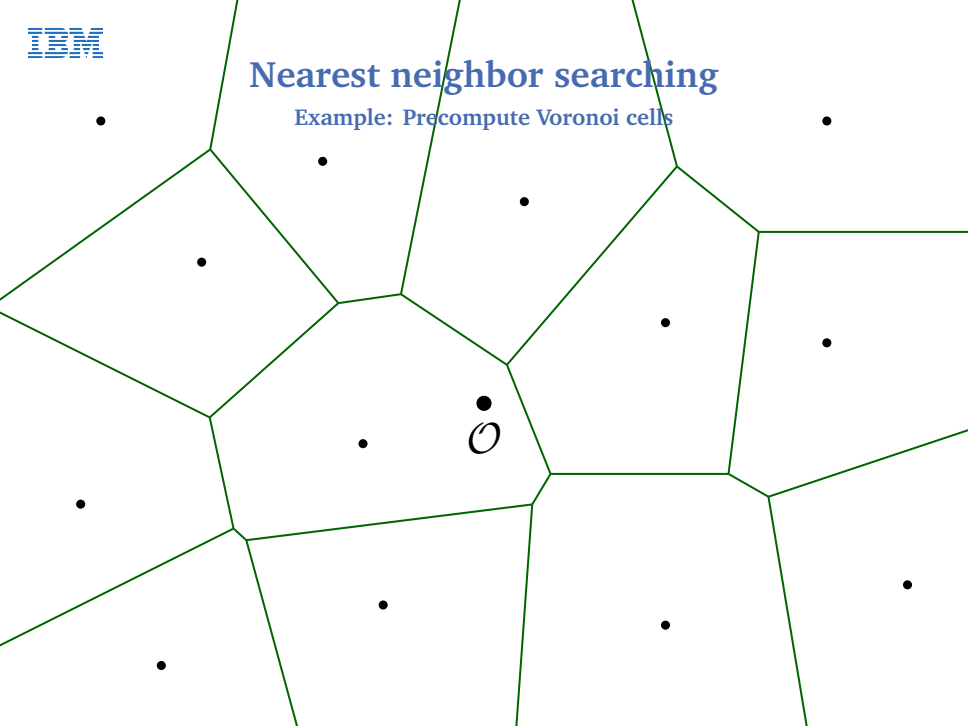 IBM
Nearest neighbor searching
Example: Precompute Voronoi cells
𝒪